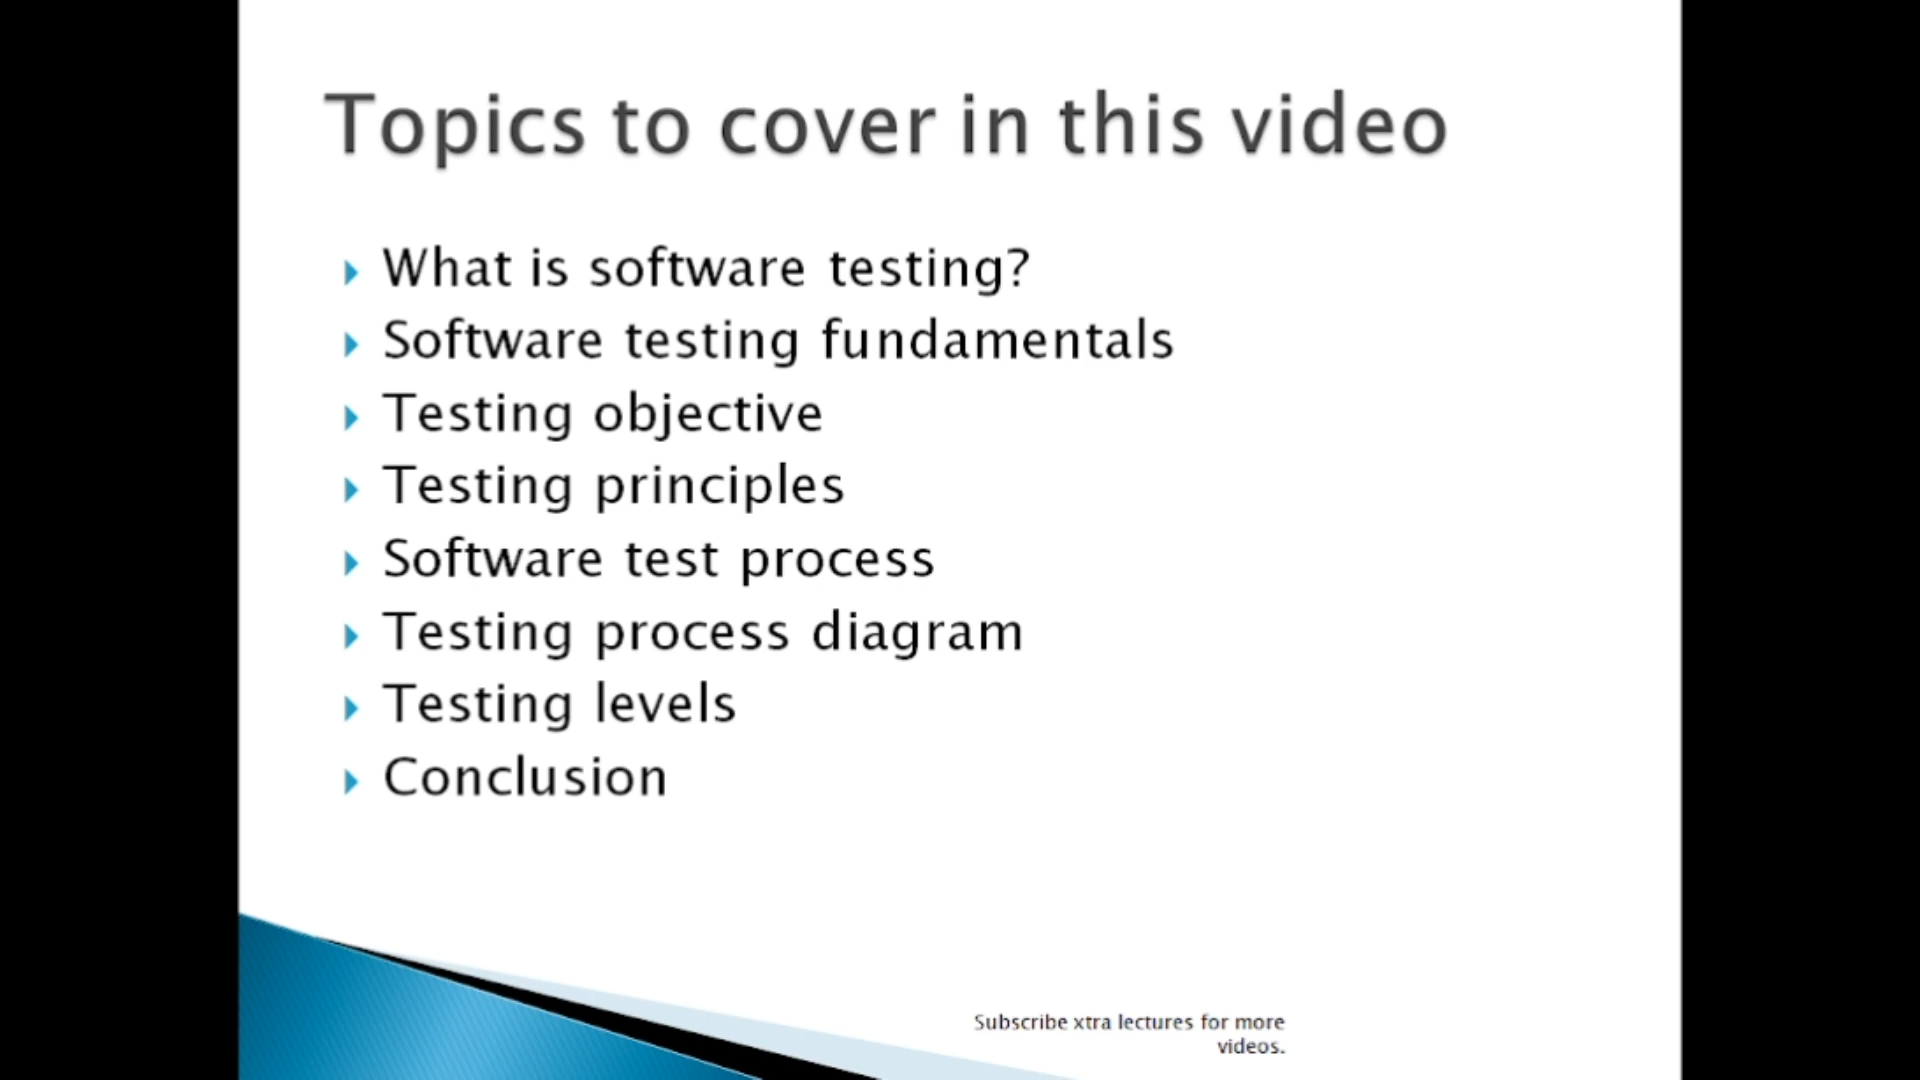 Topics to cover in this video
What is software testing?
Software testing fundamentals
Testing objective
Testing principles
Software test process
Testing process diagram
Testing levels
Conclusion
Subscribe xtra lectures for more
videos.